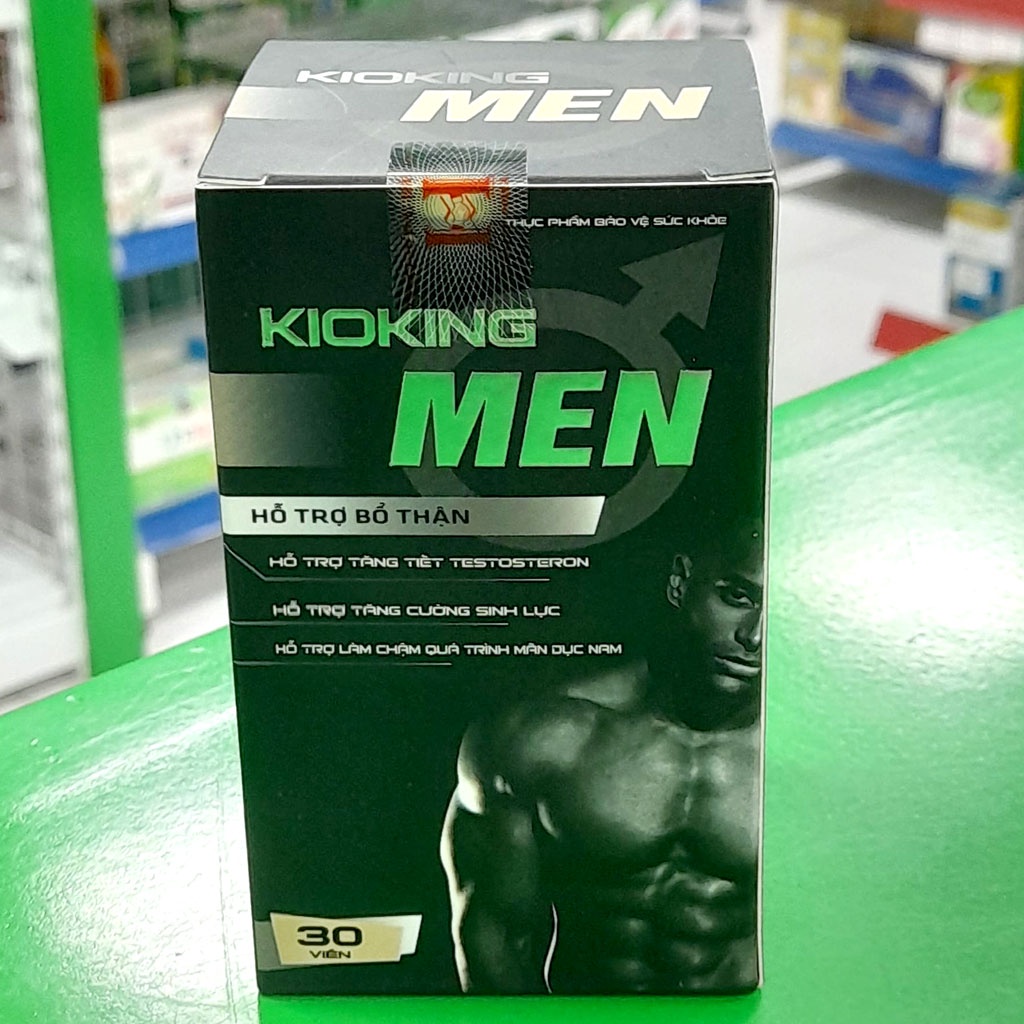 KIOKING
MEN
THỰC PHẨM BẢO VỆ SỨC KHỎE
KIOKING
MEN
HỖ TRỢ BỔ THẬN
HỖ TRỢ TĂNG TIẾT TESTOSTERON
HỖ TRỢ TĂNG CƯỜNG SINH LỰC
HỖ TRỢ LÀM CHẬM QUÁ TRÌNH MÃN DỤC NAM
30
VIÊN